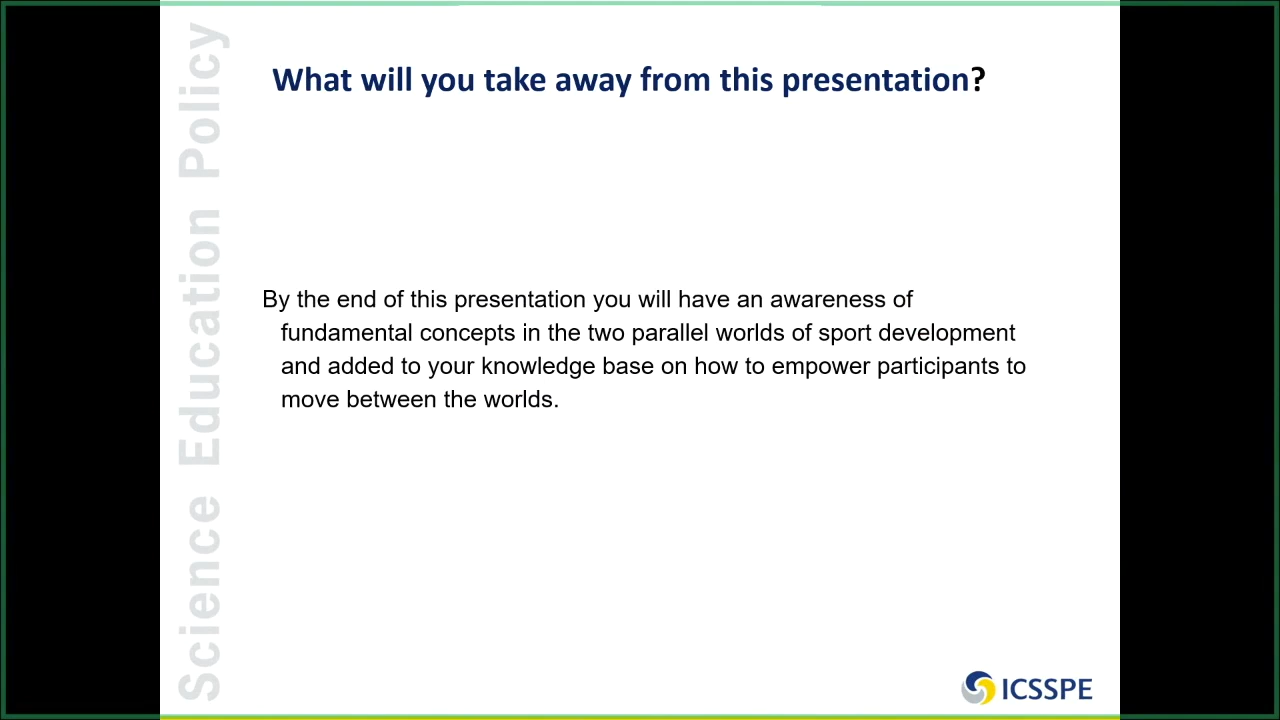 What will you take away from this presentation?
By the end of this presentation you will have an awareness of
fundamental concepts in the two parallel worlds of sport development
and added to your knowledge base on how to empower participants to
move between the worlds.
Science Education Policy
ICSSPE